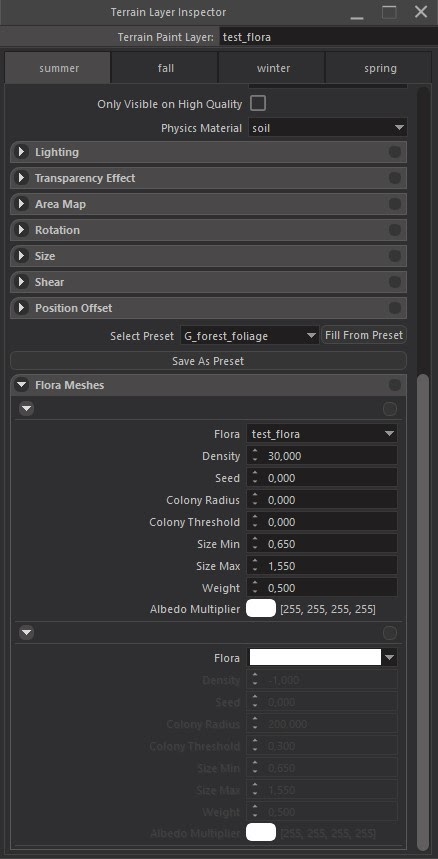 Terrain Layer Inspector
Terrain Paint Layer: test_flora
summer fall winter spring
Only Visible on High Quality
Physics Material soil
Lighting
Transparency Effect
Area Map
Rotation
Size
Shear
Position Offset
Select Preset G_forest_foliage Fill From Preset
Save As Preset
Flora Meshes
Flora test_flora
Density 30,000
Seed 0,000
Colony Radius 0,000
Colony Threshold 0,000
Size Min 0,650
Size Max 1,550
Weight 0,500
Albedo Multiplier [255, 255, 255, 255]
Flora
Density -1,000
Seed 0,000
Colony Radius 200,000
Colony Threshold 0,300
Size Min 0,650
Size Max 1,550
Weight 0,500
Albedo Multiplier [255, 255, 255, 255]